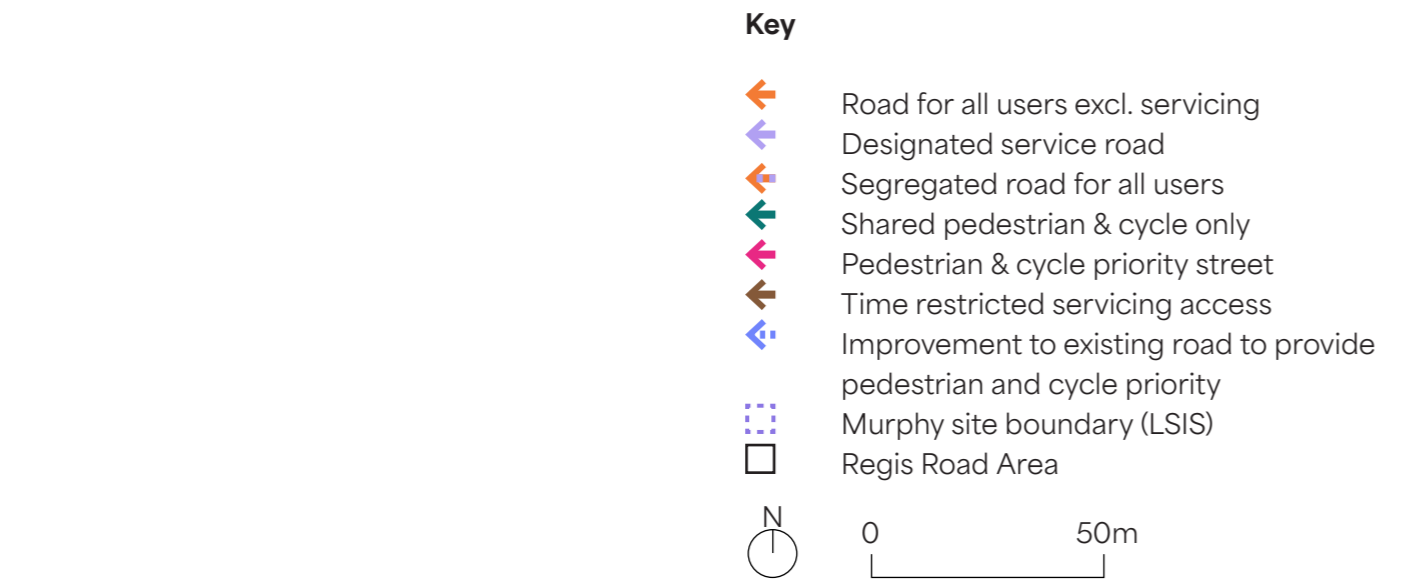 Key
Road for all users excl. servicing
Designated service road
Segregated road for all users
Shared pedestrian & cycle only
Pedestrian & cycle priority street
Time restricted servicing access
Improvement to existing road to provide
pedestrian and cycle priority
Murphy site boundary (LSIS)
Regis Road Area
N
0 50m